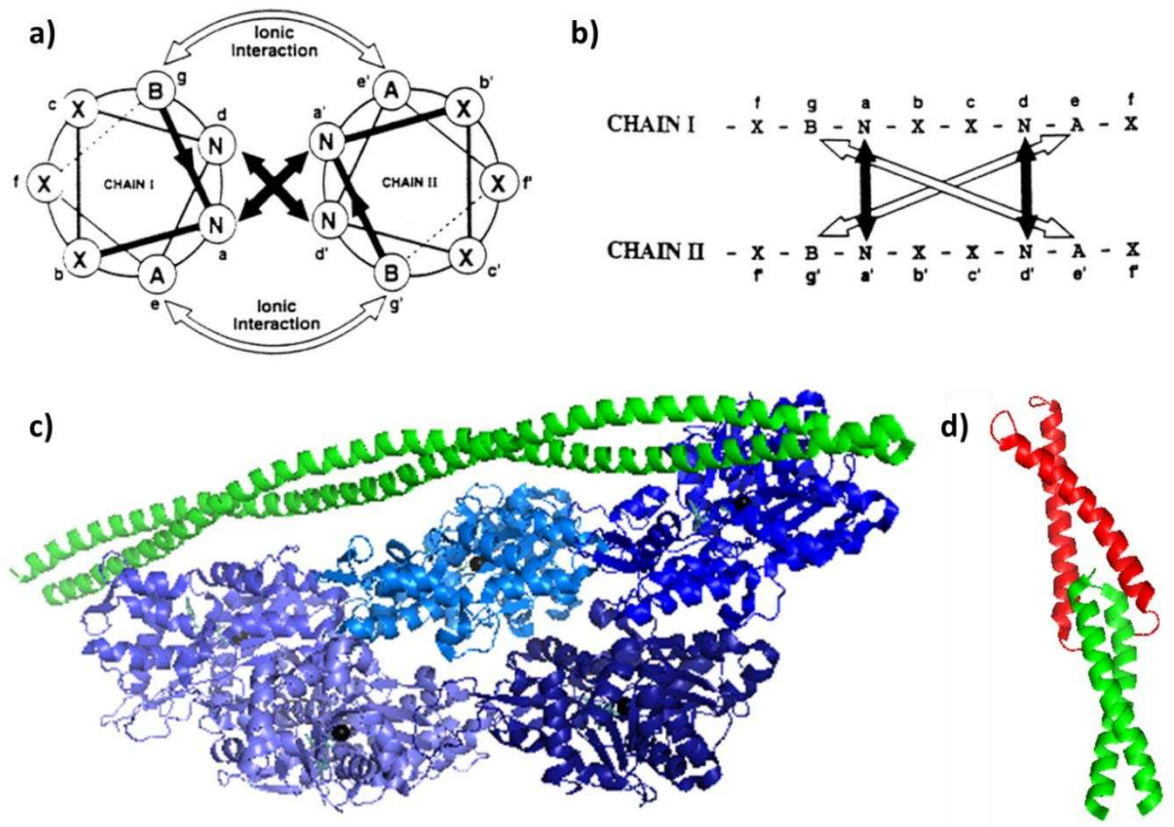 a)
Ionic
Interaction
g
B
e'
A
b'
X
c
X
d
N
a'
N
f
X
CHAIN I
CHAIN II
X
f'
N
a
N
d'
b
X
A
e
B
g'
X
c'
Ionic
Interaction
b)
f g a b c d e f
CHAIN I - X - B - N - X - X - N - A - X
CHAIN II - X - B - N - X - X - N - A - X
f' g' a' b' c' d' e' f'
c)
d)